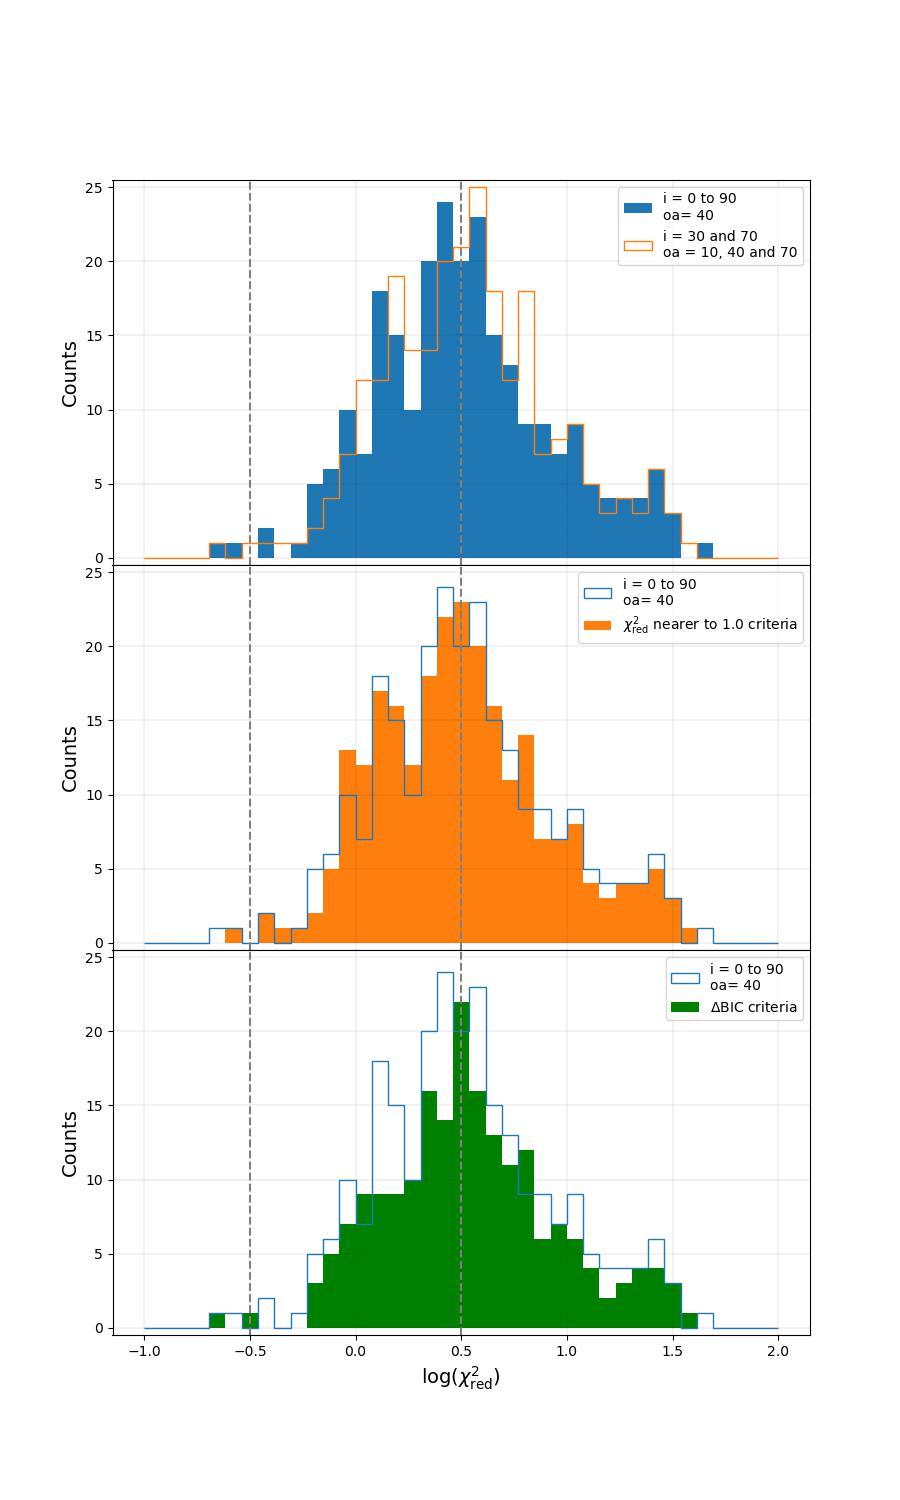 25
20
15
10
5
0
Counts
i = 0 to 90
oa= 40
i = 30 and 70
oa = 10, 40 and 70
25
20
15
10
5
0
Counts
i = 0 to 90
oa= 40
χ²red nearer to 1.0 criteria
25
20
15
10
5
0
Counts
i = 0 to 90
oa= 40
ΔBIC criteria
−1.0 −0.5 0.0 0.5 1.0 1.5 2.0
log(χ²red)